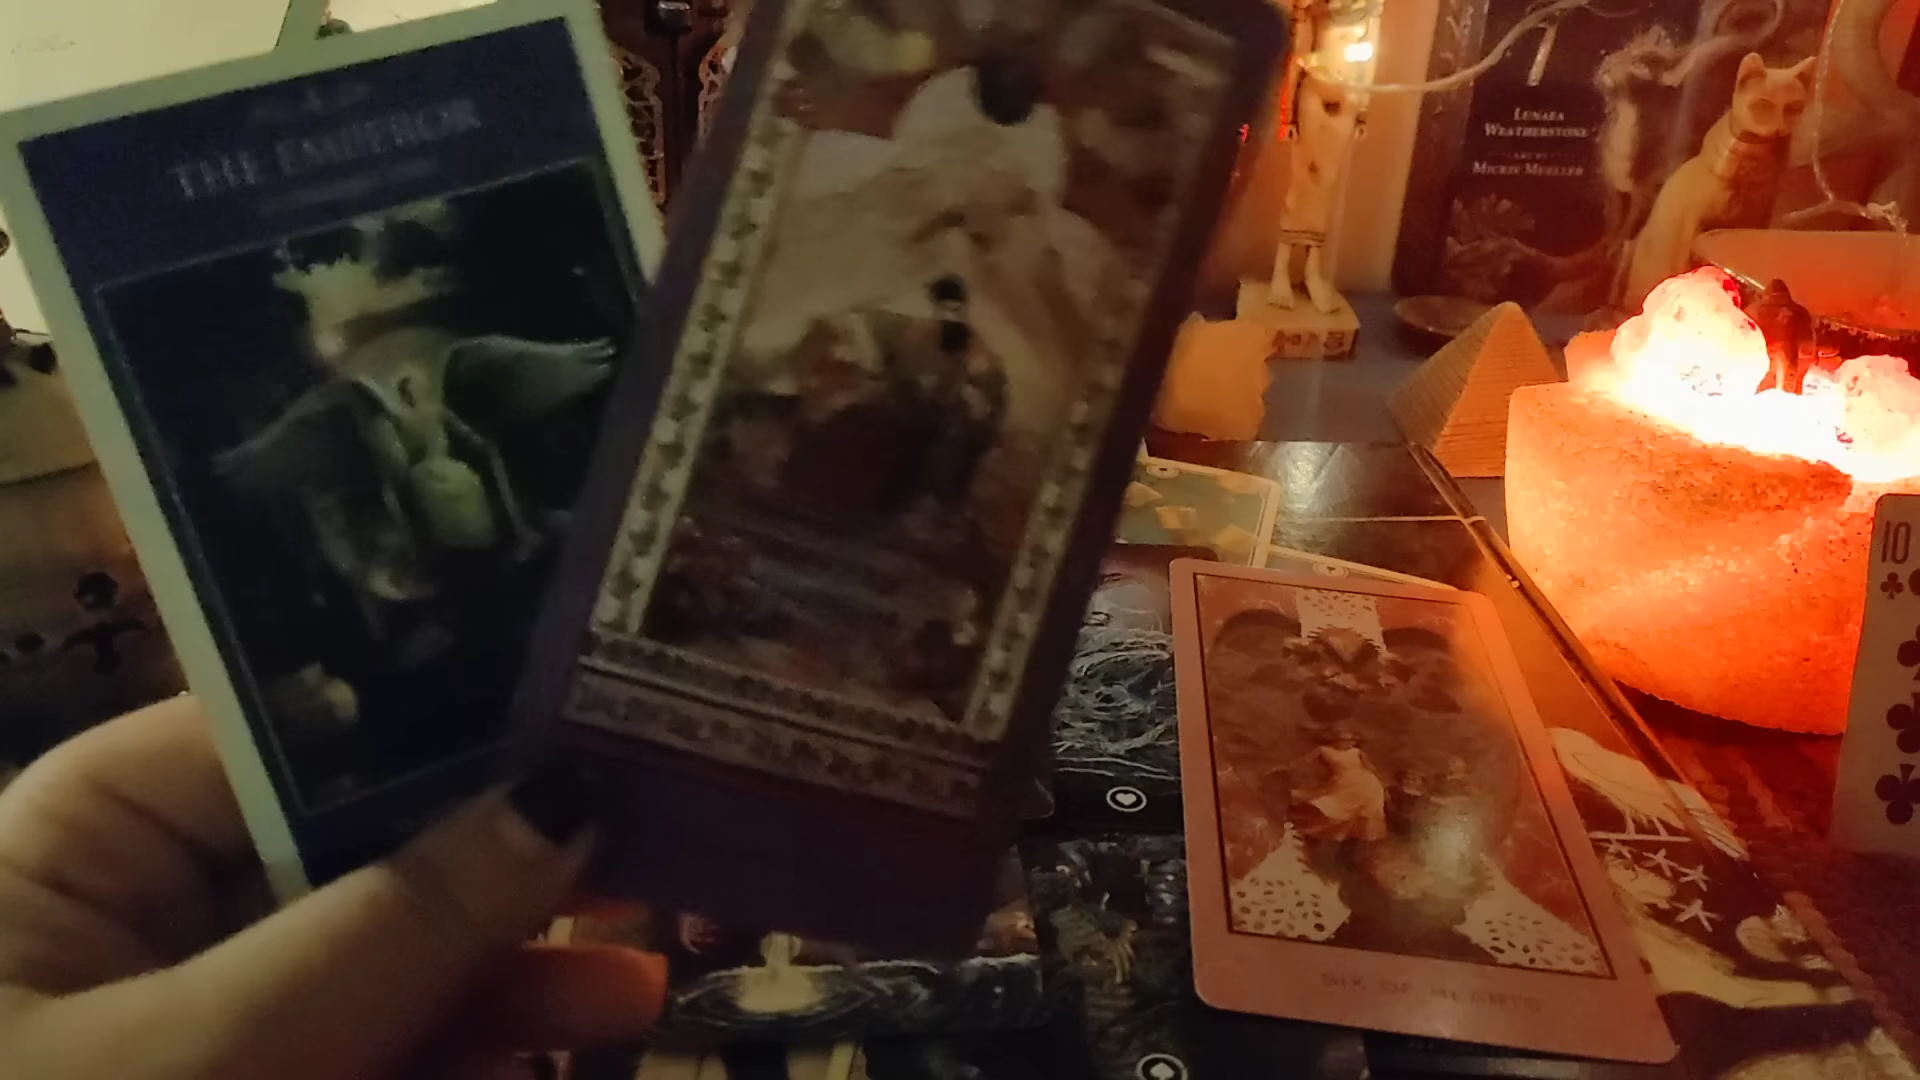 THE EMPEROR
LUNAEA
WEATHERSTONE
ART BY
MICKIE MUELLER
10
SIX OF HEARTS